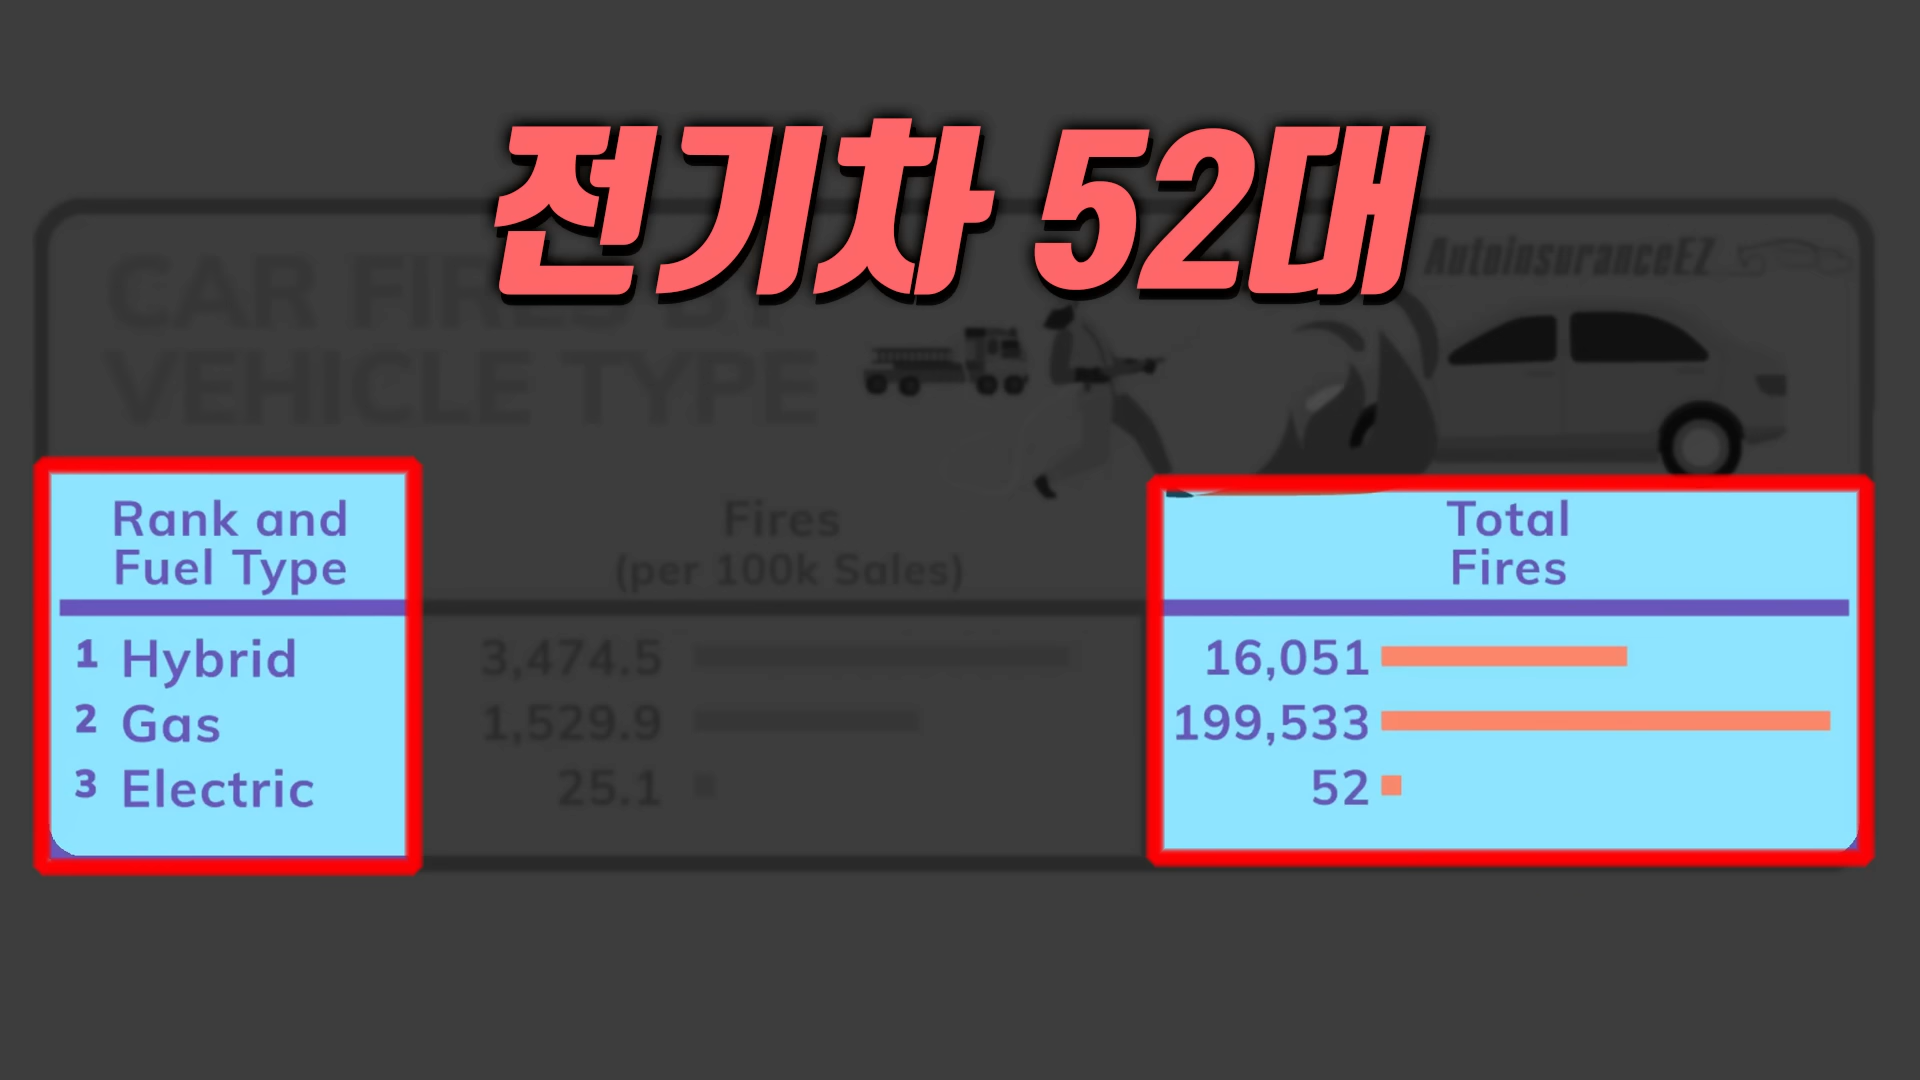 전기차 52대
CAR FIRES BY
VEHICLE TYPE
AutoinsuranceEZ
Rank and
Fuel Type
Fires
(per 100k Sales)
Total
Fires
1 Hybrid 3,474.5 16,051
2 Gas 1,529.9 199,533
3 Electric 25.1 52